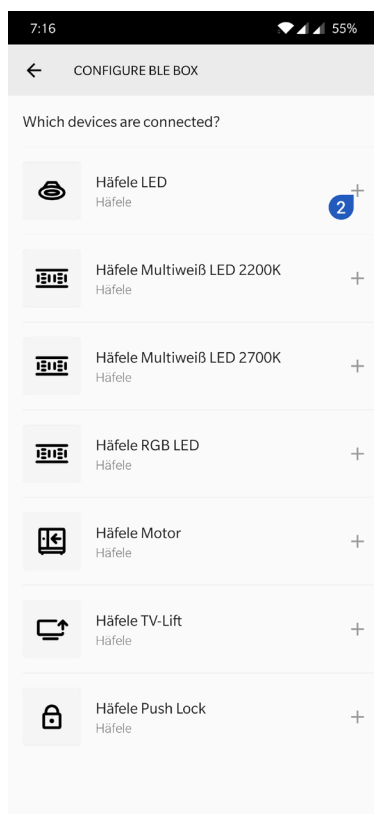 7:16
55%
CONFIGURE BLE BOX
Which devices are connected?
Häfele LED
Häfele
2
Häfele Multiweiß LED 2200K
Häfele
Häfele Multiweiß LED 2700K
Häfele
Häfele RGB LED
Häfele
Häfele Motor
Häfele
Häfele TV-Lift
Häfele
Häfele Push Lock
Häfele